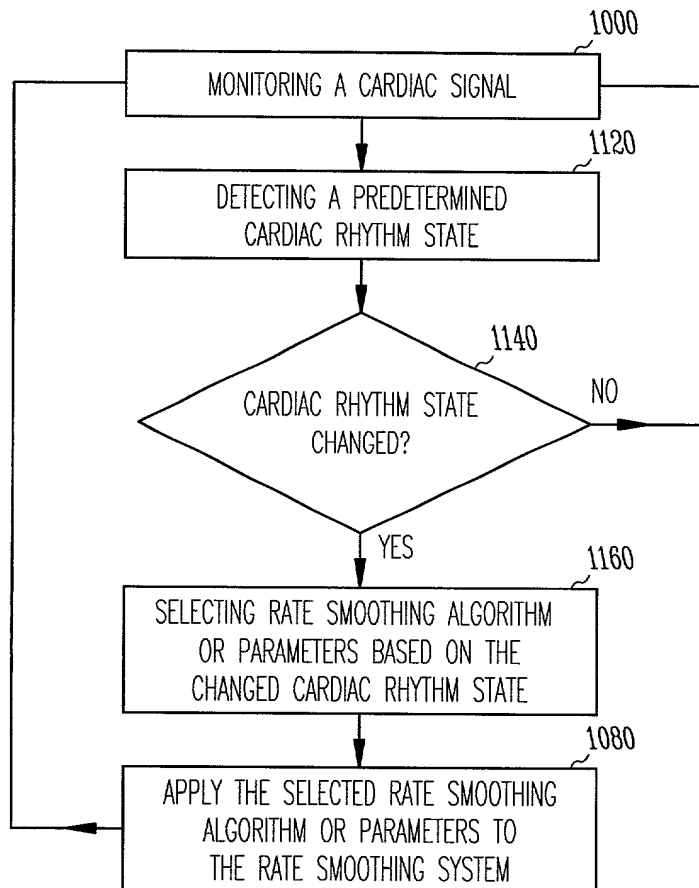 1000
MONITORING A CARDIAC SIGNAL
1120
DETECTING A PREDETERMINED
CARDIAC RHYTHM STATE
1140
CARDIAC RHYTHM STATE
CHANGED?
NO
YES
1160
SELECTING RATE SMOOTHING ALGORITHM
OR PARAMETERS BASED ON THE
CHANGED CARDIAC RHYTHM STATE
1080
APPLY THE SELECTED RATE SMOOTHING
ALGORITHM OR PARAMETERS TO
THE RATE SMOOTHING SYSTEM